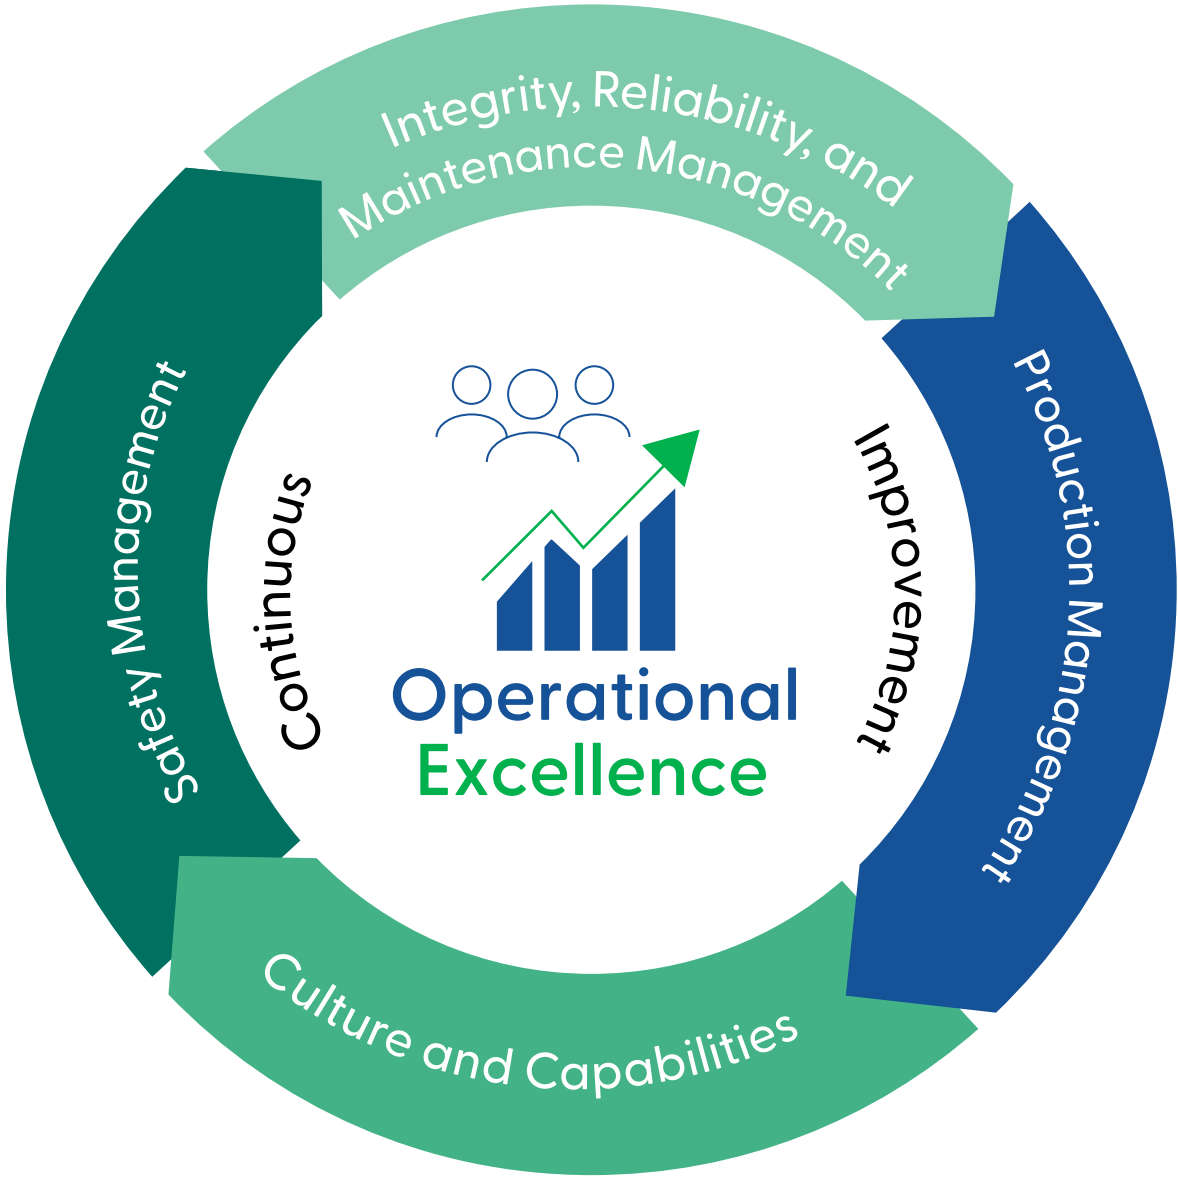 Integrity, Reliability, and
Maintenance Management
Production Management
Culture and Capabilities
Safety Management
Continuous
Improvement
Operational
Excellence